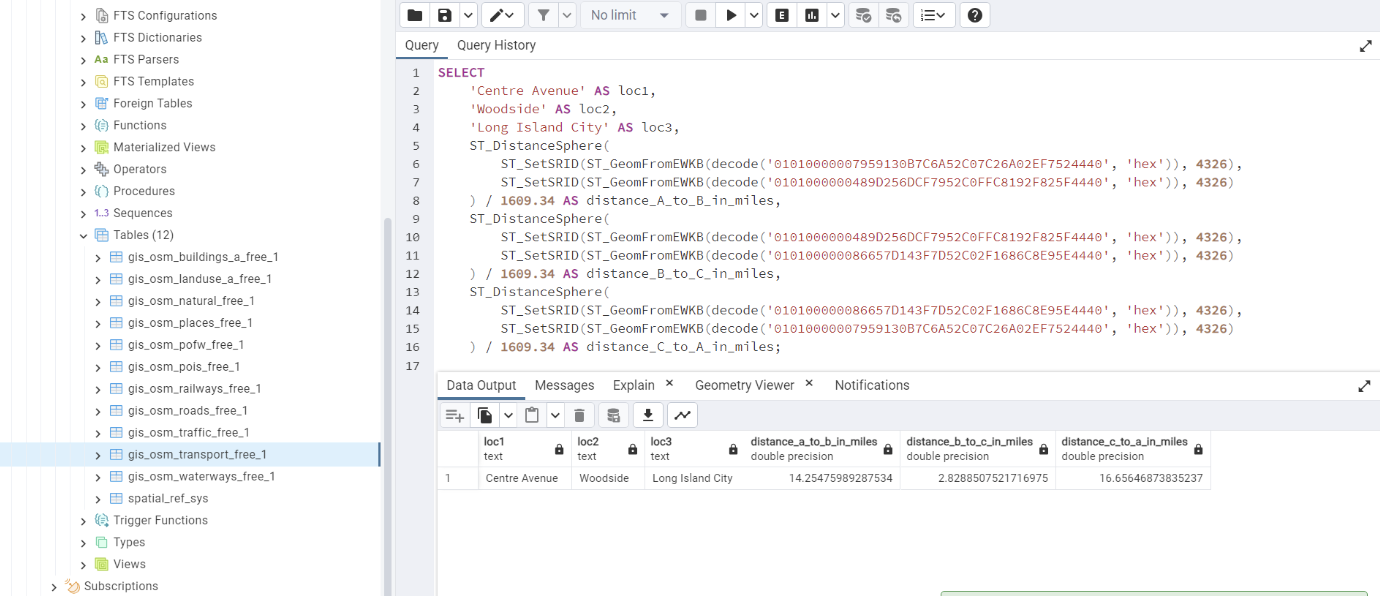 FTS Configurations
FTS Dictionaries
Aa FTS Parsers
FTS Templates
Foreign Tables
Functions
Materialized Views
Operators
Procedures
1..3 Sequences
Tables (12)
gis_osm_buildings_a_free_1
gis_osm_landuse_a_free_1
gis_osm_natural_free_1
gis_osm_places_free_1
gis_osm_pofw_free_1
gis_osm_pois_free_1
gis_osm_railways_free_1
gis_osm_roads_free_1
gis_osm_traffic_free_1
gis_osm_transport_free_1
gis_osm_waterways_free_1
spatial_ref_sys
Trigger Functions
Types
Views
Subscriptions
No limit
E
Query Query History
1 SELECT
2 'Centre Avenue' AS loc1,
3 'Woodside' AS loc2,
4 'Long Island City' AS loc3,
5 ST_DistanceSphere(
6 ST_SetSRID(ST_GeomFromEWKB(decode('01010000007959130B7C6A52C07C26A02EF7524440', 'hex')), 4326),
7 ST_SetSRID(ST_GeomFromEWKB(decode('0101000000489D256DCF7952C0FFC8192F825F4440', 'hex')), 4326)
8 ) / 1609.34 AS distance_A_to_B_in_miles,
9 ST_DistanceSphere(
10 ST_SetSRID(ST_GeomFromEWKB(decode('0101000000489D256DCF7952C0FFC8192F825F4440', 'hex')), 4326),
11 ST_SetSRID(ST_GeomFromEWKB(decode('010100000086657D143F7D52C02F1686C8E95E4440', 'hex')), 4326)
12 ) / 1609.34 AS distance_B_to_C_in_miles,
13 ST_DistanceSphere(
14 ST_SetSRID(ST_GeomFromEWKB(decode('010100000086657D143F7D52C02F1686C8E95E4440', 'hex')), 4326),
15 ST_SetSRID(ST_GeomFromEWKB(decode('01010000007959130B7C6A52C07C26A02EF7524440', 'hex')), 4326)
16 ) / 1609.34 AS distance_C_to_A_in_miles;
17
Data Output Messages Explain Geometry Viewer Notifications
loc1 loc2 loc3 distance_a_to_b_in_miles distance_b_to_c_in_miles distance_c_to_a_in_miles
text text text double precision double precision double precision
1 Centre Avenue Woodside Long Island City 14.25475989287534 2.8288507521716975 16.65646873835237